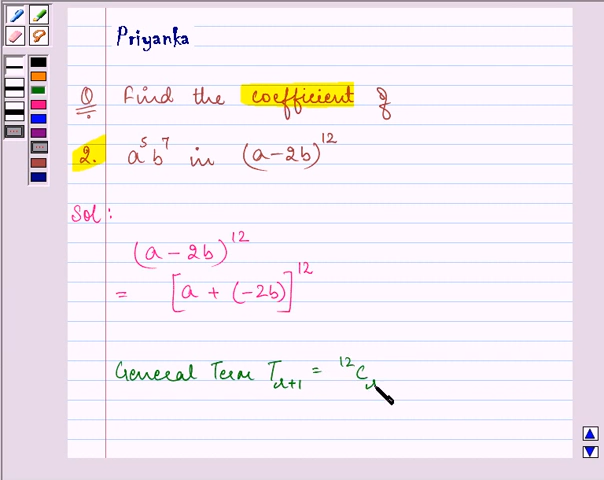 Priyanka
Q Find the coefficient of
2. a⁵b⁷ in (a-2b)¹²
Sol:
(a-2b)¹²
= [a+(-2b)]¹²
General Term Tᵣ₊₁ = ¹²Cᵣ